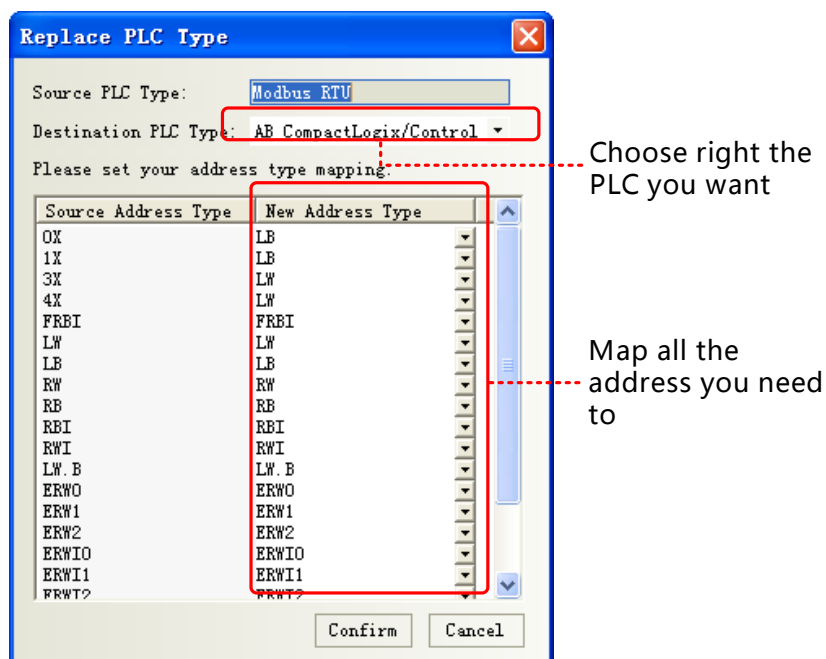 Replace PLC Type
Source PLC Type: Modbus RTU
Destination PLC Type: AB CompactLogix/Control
Please set your address type mapping:
Choose right the
PLC you want
Source Address Type New Address Type
0X LB
1X LB
3X LW
4X LW
FRBI FRBI
LW LW
LB LB
RW RW
RB RB
RBI RBI
RWI RWI
LW.B LW.B
ERW0 ERW0
ERW1 ERW1
ERW2 ERW2
ERWI0 ERWI0
ERWI1 ERWI1
ERWI2 ERWI2
Map all the
address you need
to
Confirm Cancel